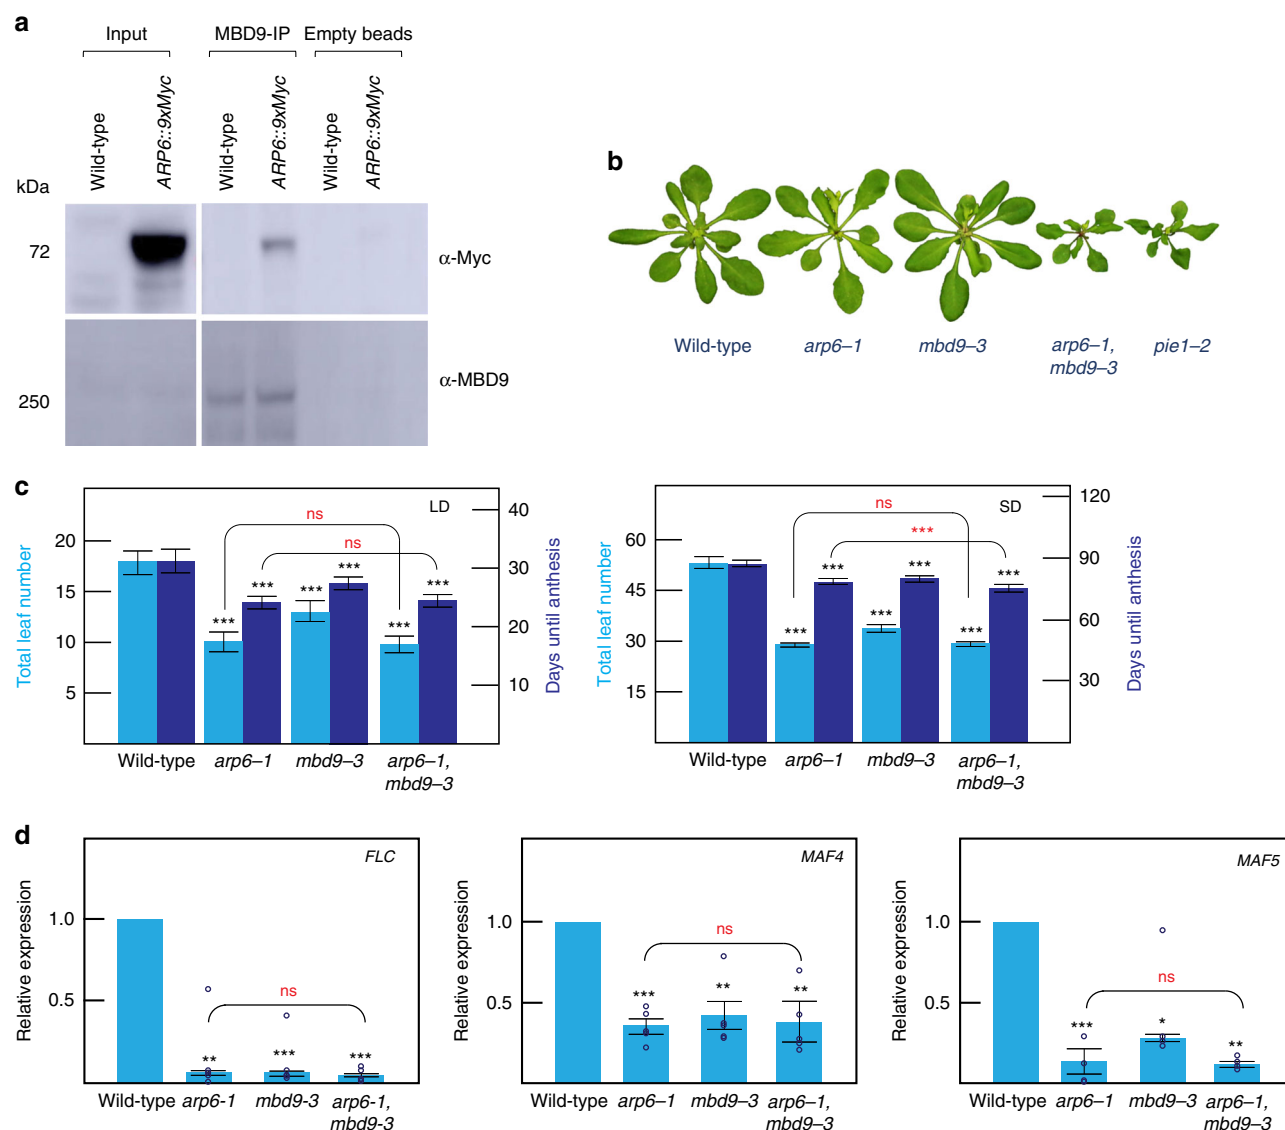 a
Input
MBD9-IP
Empty beads
Wild-type
ARP6::9xMyc
Wild-type
ARP6::9xMyc
Wild-type
ARP6::9xMyc
kDa
72
α-Myc
250
α-MBD9
b
Wild-type
arp6–1
mbd9–3
arp6–1,
mbd9–3
pie1–2
c
Total leaf number
20
15
10
5
LD
ns
ns
***
***
***
***
***
***
40
30
20
10
Days until anthesis
Wild-type
arp6–1
mbd9–3
arp6–1,
mbd9–3
Total leaf number
60
45
30
15
SD
ns
***
***
***
***
***
***
***
120
90
60
30
Days until anthesis
Wild-type
arp6–1
mbd9–3
arp6–1,
mbd9–3
d
Relative expression
1.0
0.5
FLC
ns
**
***
***
Wild-type
arp6-1
mbd9-3
arp6-1,
mbd9-3
Relative expression
1.0
0.5
MAF4
ns
***
**
**
Wild-type
arp6–1
mbd9–3
arp6–1,
mbd9–3
Relative expression
1.0
0.5
MAF5
ns
***
*
**
Wild-type
arp6–1
mbd9–3
arp6–1,
mbd9–3